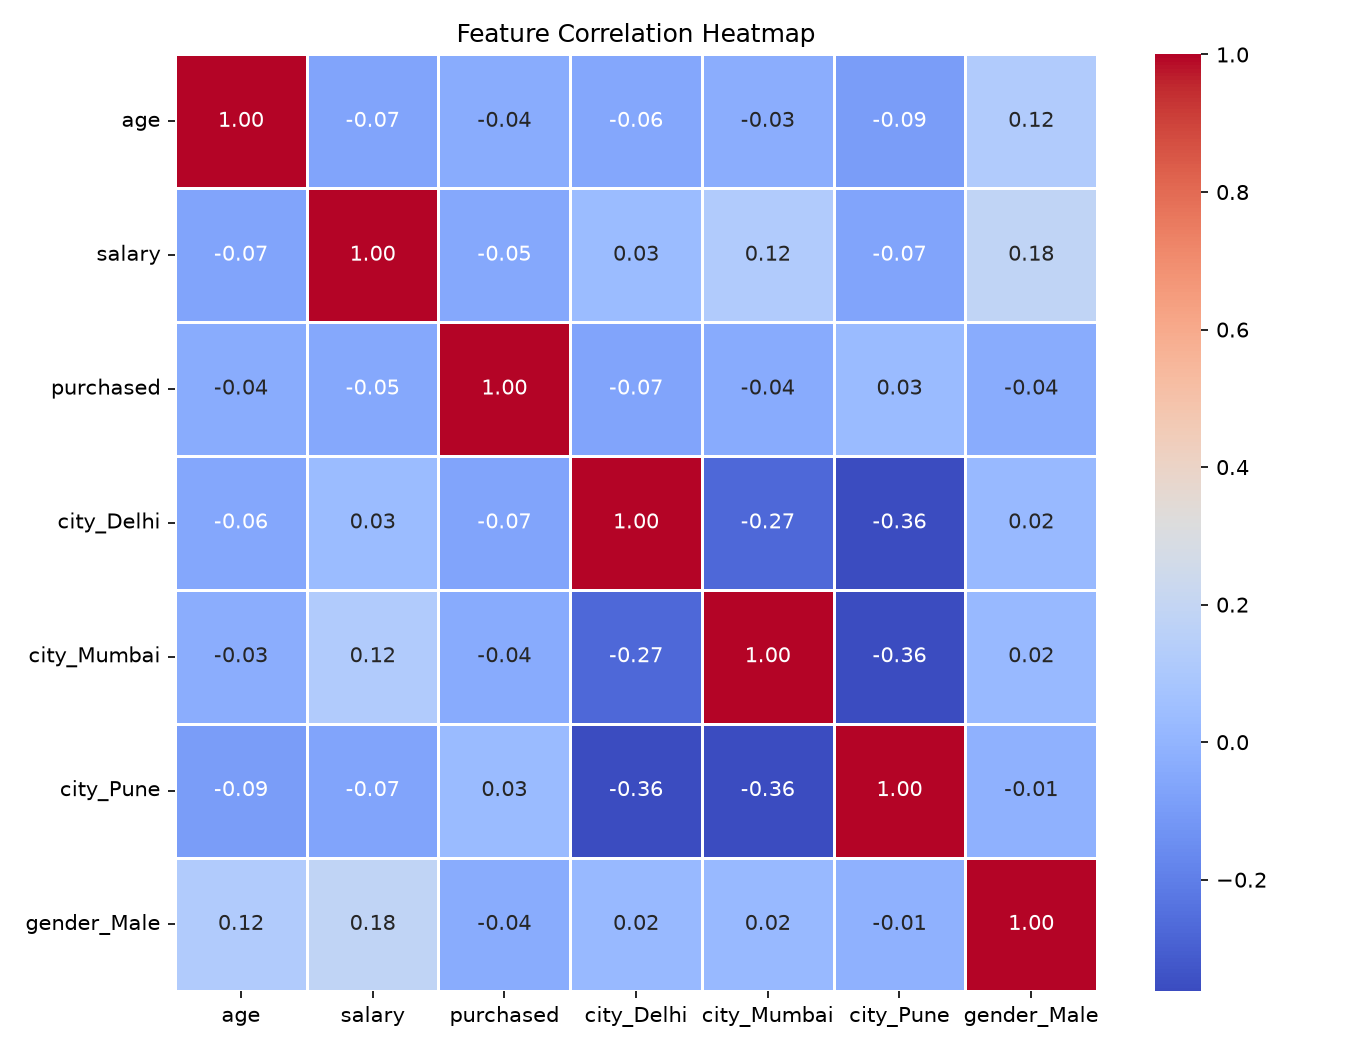 Feature Correlation Heatmap
age 1.00 -0.07 -0.04 -0.06 -0.03 -0.09 0.12
salary -0.07 1.00 -0.05 0.03 0.12 -0.07 0.18
purchased -0.04 -0.05 1.00 -0.07 -0.04 0.03 -0.04
city_Delhi -0.06 0.03 -0.07 1.00 -0.27 -0.36 0.02
city_Mumbai -0.03 0.12 -0.04 -0.27 1.00 -0.36 0.02
city_Pune -0.09 -0.07 0.03 -0.36 -0.36 1.00 -0.01
gender_Male 0.12 0.18 -0.04 0.02 0.02 -0.01 1.00
age salary purchased city_Delhi city_Mumbai city_Pune gender_Male
1.0
0.8
0.6
0.4
0.2
0.0
−0.2